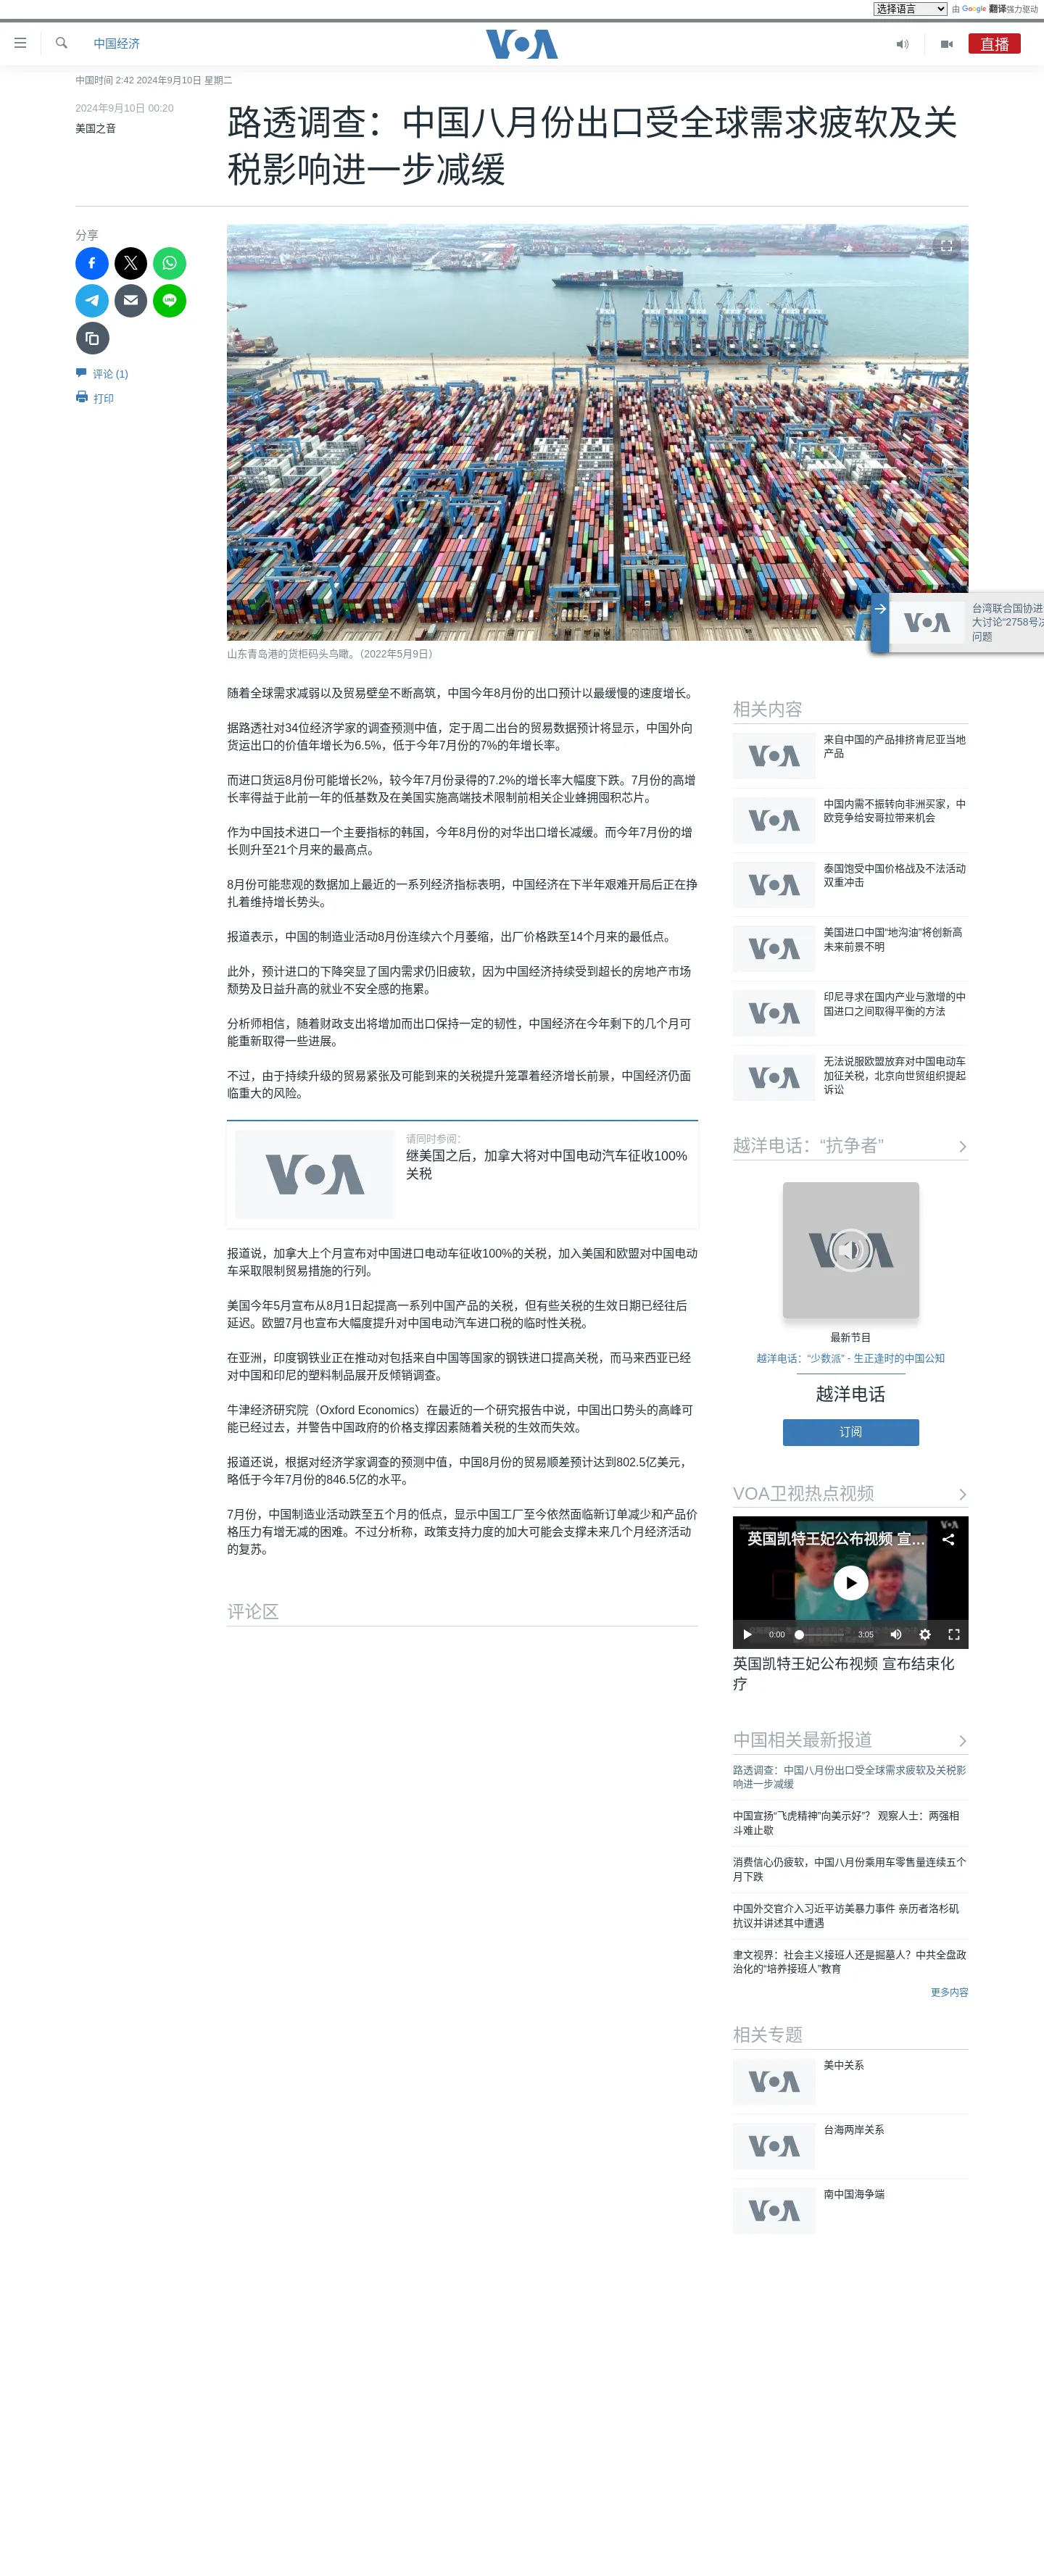 选择语言
由 Google 翻译强力驱动
中国经济
VOA
直播
中国时间 2:42 2024年9月10日 星期二
2024年9月10日 00:20
美国之音
路透调查：中国八月份出口受全球需求疲软及关
税影响进一步减缓
分享
评论 (1)
打印
山东青岛港的货柜码头鸟瞰。（2022年5月9日）
台湾联合国协进
大讨论“2758号决
问题
随着全球需求减弱以及贸易壁垒不断高筑，中国今年8月份的出口预计以最缓慢的速度增长。
据路透社对34位经济学家的调查预测中值，定于周二出台的贸易数据预计将显示，中国外向
货运出口的价值年增长为6.5%，低于今年7月份的7%的年增长率。
而进口货运8月份可能增长2%，较今年7月份录得的7.2%的增长率大幅度下跌。7月份的高增
长率得益于此前一年的低基数及在美国实施高端技术限制前相关企业蜂拥囤积芯片。
作为中国技术进口一个主要指标的韩国，今年8月份的对华出口增长减缓。而今年7月份的增
长则升至21个月来的最高点。
8月份可能悲观的数据加上最近的一系列经济指标表明，中国经济在下半年艰难开局后正在挣
扎着维持增长势头。
报道表示，中国的制造业活动8月份连续六个月萎缩，出厂价格跌至14个月来的最低点。
此外，预计进口的下降突显了国内需求仍旧疲软，因为中国经济持续受到超长的房地产市场
颓势及日益升高的就业不安全感的拖累。
分析师相信，随着财政支出将增加而出口保持一定的韧性，中国经济在今年剩下的几个月可
能重新取得一些进展。
不过，由于持续升级的贸易紧张及可能到来的关税提升笼罩着经济增长前景，中国经济仍面
临重大的风险。
VOA
请同时参阅：
继美国之后，加拿大将对中国电动汽车征收100%
关税
报道说，加拿大上个月宣布对中国进口电动车征收100%的关税，加入美国和欧盟对中国电动
车采取限制贸易措施的行列。
美国今年5月宣布从8月1日起提高一系列中国产品的关税，但有些关税的生效日期已经往后
延迟。欧盟7月也宣布大幅度提升对中国电动汽车进口税的临时性关税。
在亚洲，印度钢铁业正在推动对包括来自中国等国家的钢铁进口提高关税，而马来西亚已经
对中国和印尼的塑料制品展开反倾销调查。
牛津经济研究院（Oxford Economics）在最近的一个研究报告中说，中国出口势头的高峰可
能已经过去，并警告中国政府的价格支撑因素随着关税的生效而失效。
报道还说，根据对经济学家调查的预测中值，中国8月份的贸易顺差预计达到802.5亿美元，
略低于今年7月份的846.5亿的水平。
7月份，中国制造业活动跌至五个月的低点，显示中国工厂至今依然面临新订单减少和产品价
格压力有增无减的困难。不过分析称，政策支持力度的加大可能会支撑未来几个月经济活动
的复苏。
评论区
相关内容
VOA
来自中国的产品排挤肯尼亚当地
产品
VOA
中国内需不振转向非洲买家，中
欧竞争给安哥拉带来机会
VOA
泰国饱受中国价格战及不法活动
双重冲击
VOA
美国进口中国“地沟油”将创新高
未来前景不明
VOA
印尼寻求在国内产业与激增的中
国进口之间取得平衡的方法
VOA
无法说服欧盟放弃对中国电动车
加征关税，北京向世贸组织提起
诉讼
越洋电话：“抗争者”
VOA
最新节目
越洋电话：“少数派” - 生正逢时的中国公知
越洋电话
订阅
VOA卫视热点视频
英国凯特王妃公布视频 宣...
VOA
0:00
3:05
英国凯特王妃公布视频 宣布结束化
疗
中国相关最新报道
路透调查：中国八月份出口受全球需求疲软及关税影
响进一步减缓
中国宣扬“飞虎精神”向美示好”？ 观察人士：两强相
斗难止歇
消费信心仍疲软，中国八月份乘用车零售量连续五个
月下跌
中国外交官介入习近平访美暴力事件 亲历者洛杉矶
抗议并讲述其中遭遇
聿文视界：社会主义接班人还是掘墓人？中共全盘政
治化的“培养接班人”教育
更多内容
相关专题
VOA
美中关系
VOA
台海两岸关系
VOA
南中国海争端